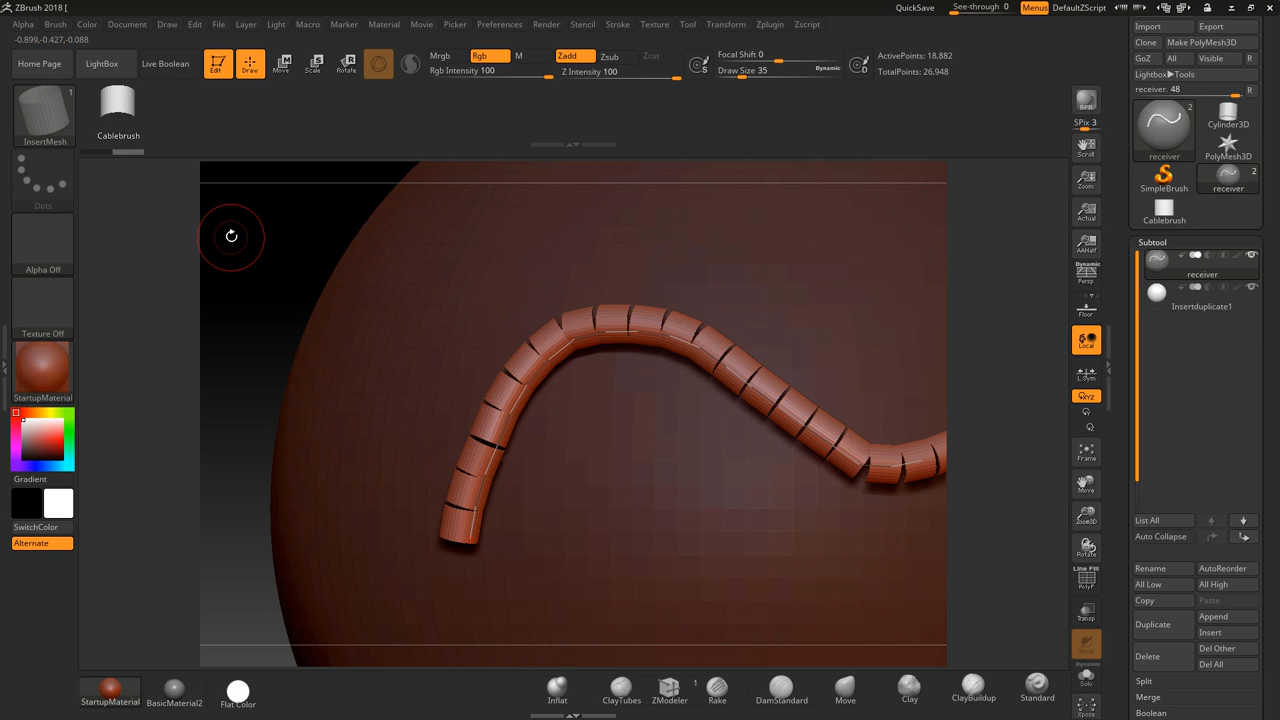 ZBrush 2018 [
QuickSave
See-through 0
Menus
DefaultZScript
Alpha Brush Color Document Draw Edit File Layer Light Macro Marker Material Movie Picker Preferences Render Stencil Stroke Texture Tool Transform Zplugin Zscript
-0.899,-0.427,-0.088
Home Page
LightBox
Live Boolean
Edit
Draw
Move
Scale
Rotate
Mrgb Rgb M
Rgb Intensity 100
Zadd Zsub Zcut
Z Intensity 100
S
Focal Shift 0
Draw Size 35
Dynamic
D
ActivePoints: 18,882
TotalPoints: 26,948
1
InsertMesh
Cablebrush
Dots
Alpha Off
Texture Off
StartupMaterial
Gradient
SwitchColor
Alternate
BPR
SPix 3
Scroll
Zoom
Actual
AAHalf
Dynamic
Persp
Floor
Local
L.Sym
XYZ
Frame
Move
Zoom3D
Rotate
Line Fill
PolyF
Transp
Ghost
Dynamic
Solo
Xpose
Import Export
Clone Make PolyMesh3D
GoZ All Visible R
Lightbox▶Tools
receiver. 48 R
2
receiver
Cylinder3D
PolyMesh3D
SimpleBrush
2
receiver
Cablebrush
Subtool
receiver
Insertduplicate1
List All
Auto Collapse
Rename AutoReorder
All Low All High
Copy Paste
Duplicate
Append
Insert
Delete
Del Other
Del All
Split
Merge
Boolean
StartupMaterial
BasicMaterial2
Flat Color
Inflat
ClayTubes
1
ZModeler
Rake
DamStandard
Move
Clay
ClayBuildup
Standard